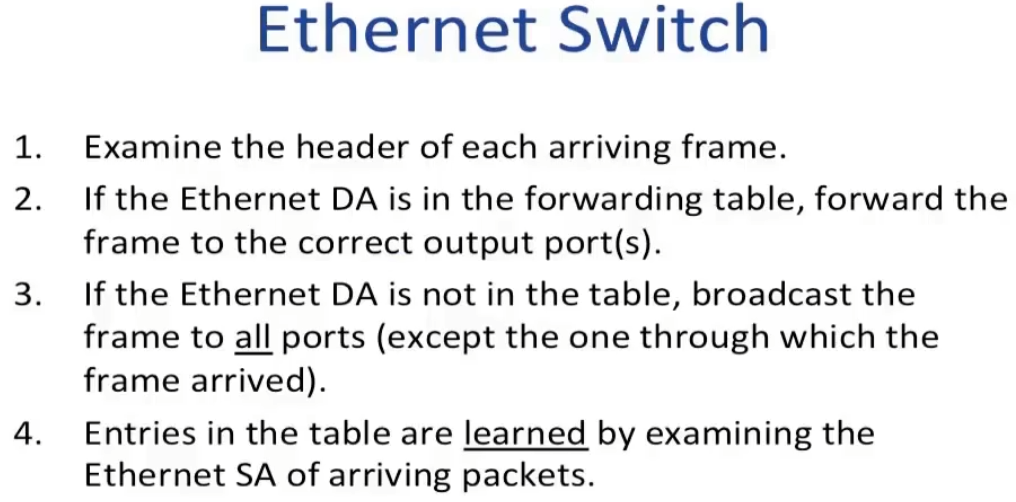 Ethernet Switch
1. Examine the header of each arriving frame.
2. If the Ethernet DA is in the forwarding table, forward the
frame to the correct output port(s).
3. If the Ethernet DA is not in the table, broadcast the
frame to all ports (except the one through which the
frame arrived).
4. Entries in the table are learned by examining the
Ethernet SA of arriving packets.